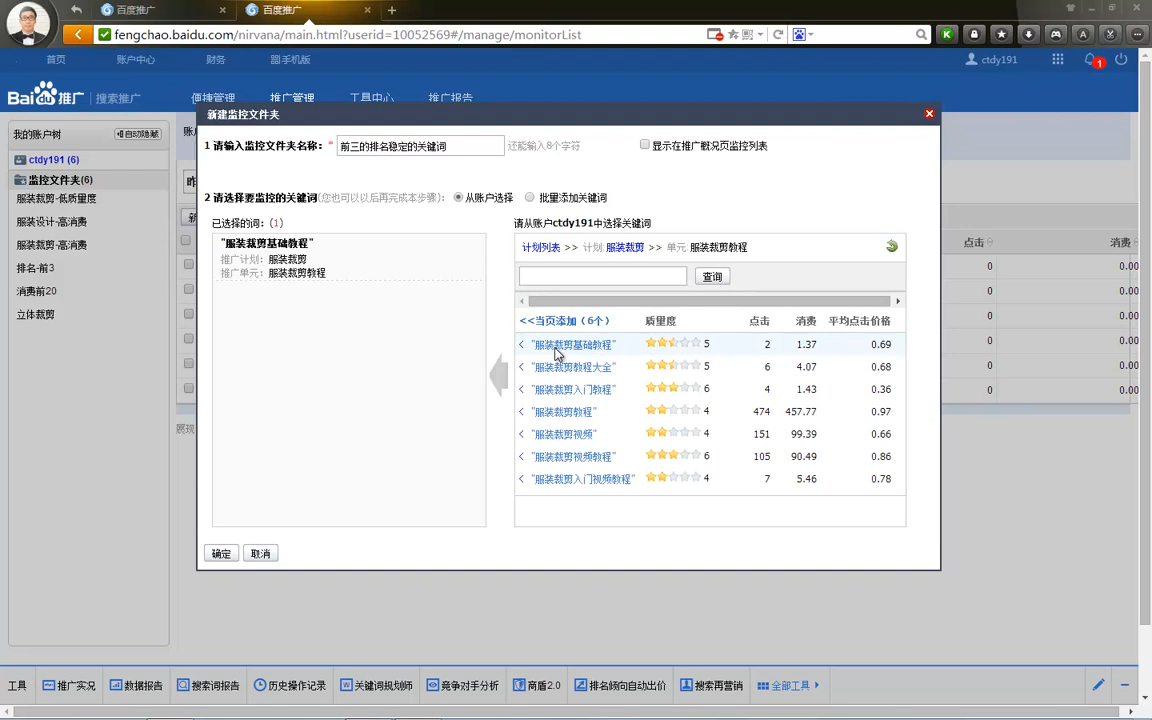 百度推广
百度推广
fengchao.baidu.com/nirvana/main.html?userid=10052569#/manage/monitorList
首页 账户中心 财务 手机版 ctdy191 1
Bai du 推广 | 搜索推广 便捷管理 推广管理 工具中心 推广报告
新建监控文件夹
我的账户树 自动隐藏
ctdy191 (6)
监控文件夹(6)
服装裁剪-低质量度
服装设计-高消费
服装裁剪-高消费
排名-前3
消费前20
立体裁剪
1 请输入监控文件夹名称: * 前三的排名稳定的关键词 还能输入8个字符 显示在推广概况页监控列表
2 请选择要监控的关键词(您也可以以后再完成本步骤): 从账户选择 批量添加关键词
已选择的词: (1)
"服装裁剪基础教程"
推广计划: 服装裁剪
推广单元: 服装裁剪教程
请从账户ctdy191中选择关键词
计划列表 >> 计划: 服装裁剪 >> 单元: 服装裁剪教程
查询
<<当页添加 (6个) 质量度 点击 消费 平均点击价格
< "服装裁剪基础教程" 5 2 1.37 0.69
< "服装裁剪教程大全" 5 6 4.07 0.68
< "服装裁剪入门教程" 6 4 1.43 0.36
< "服装裁剪教程" 4 474 457.77 0.97
< "服装裁剪视频" 4 151 99.39 0.66
< "服装裁剪视频教程" 6 105 90.49 0.86
< "服装裁剪入门视频教程" 4 7 5.46 0.78
确定 取消
点击 消费
0 0.00
0 0.00
0 0.00
0 0.00
0 0.00
0 0.00
展现
工具 推广实况 数据报告 搜索词报告 历史操作记录 关键词规划师 竞争对手分析 商盾2.0 排名倾向自动出价 搜索再营销 全部工具